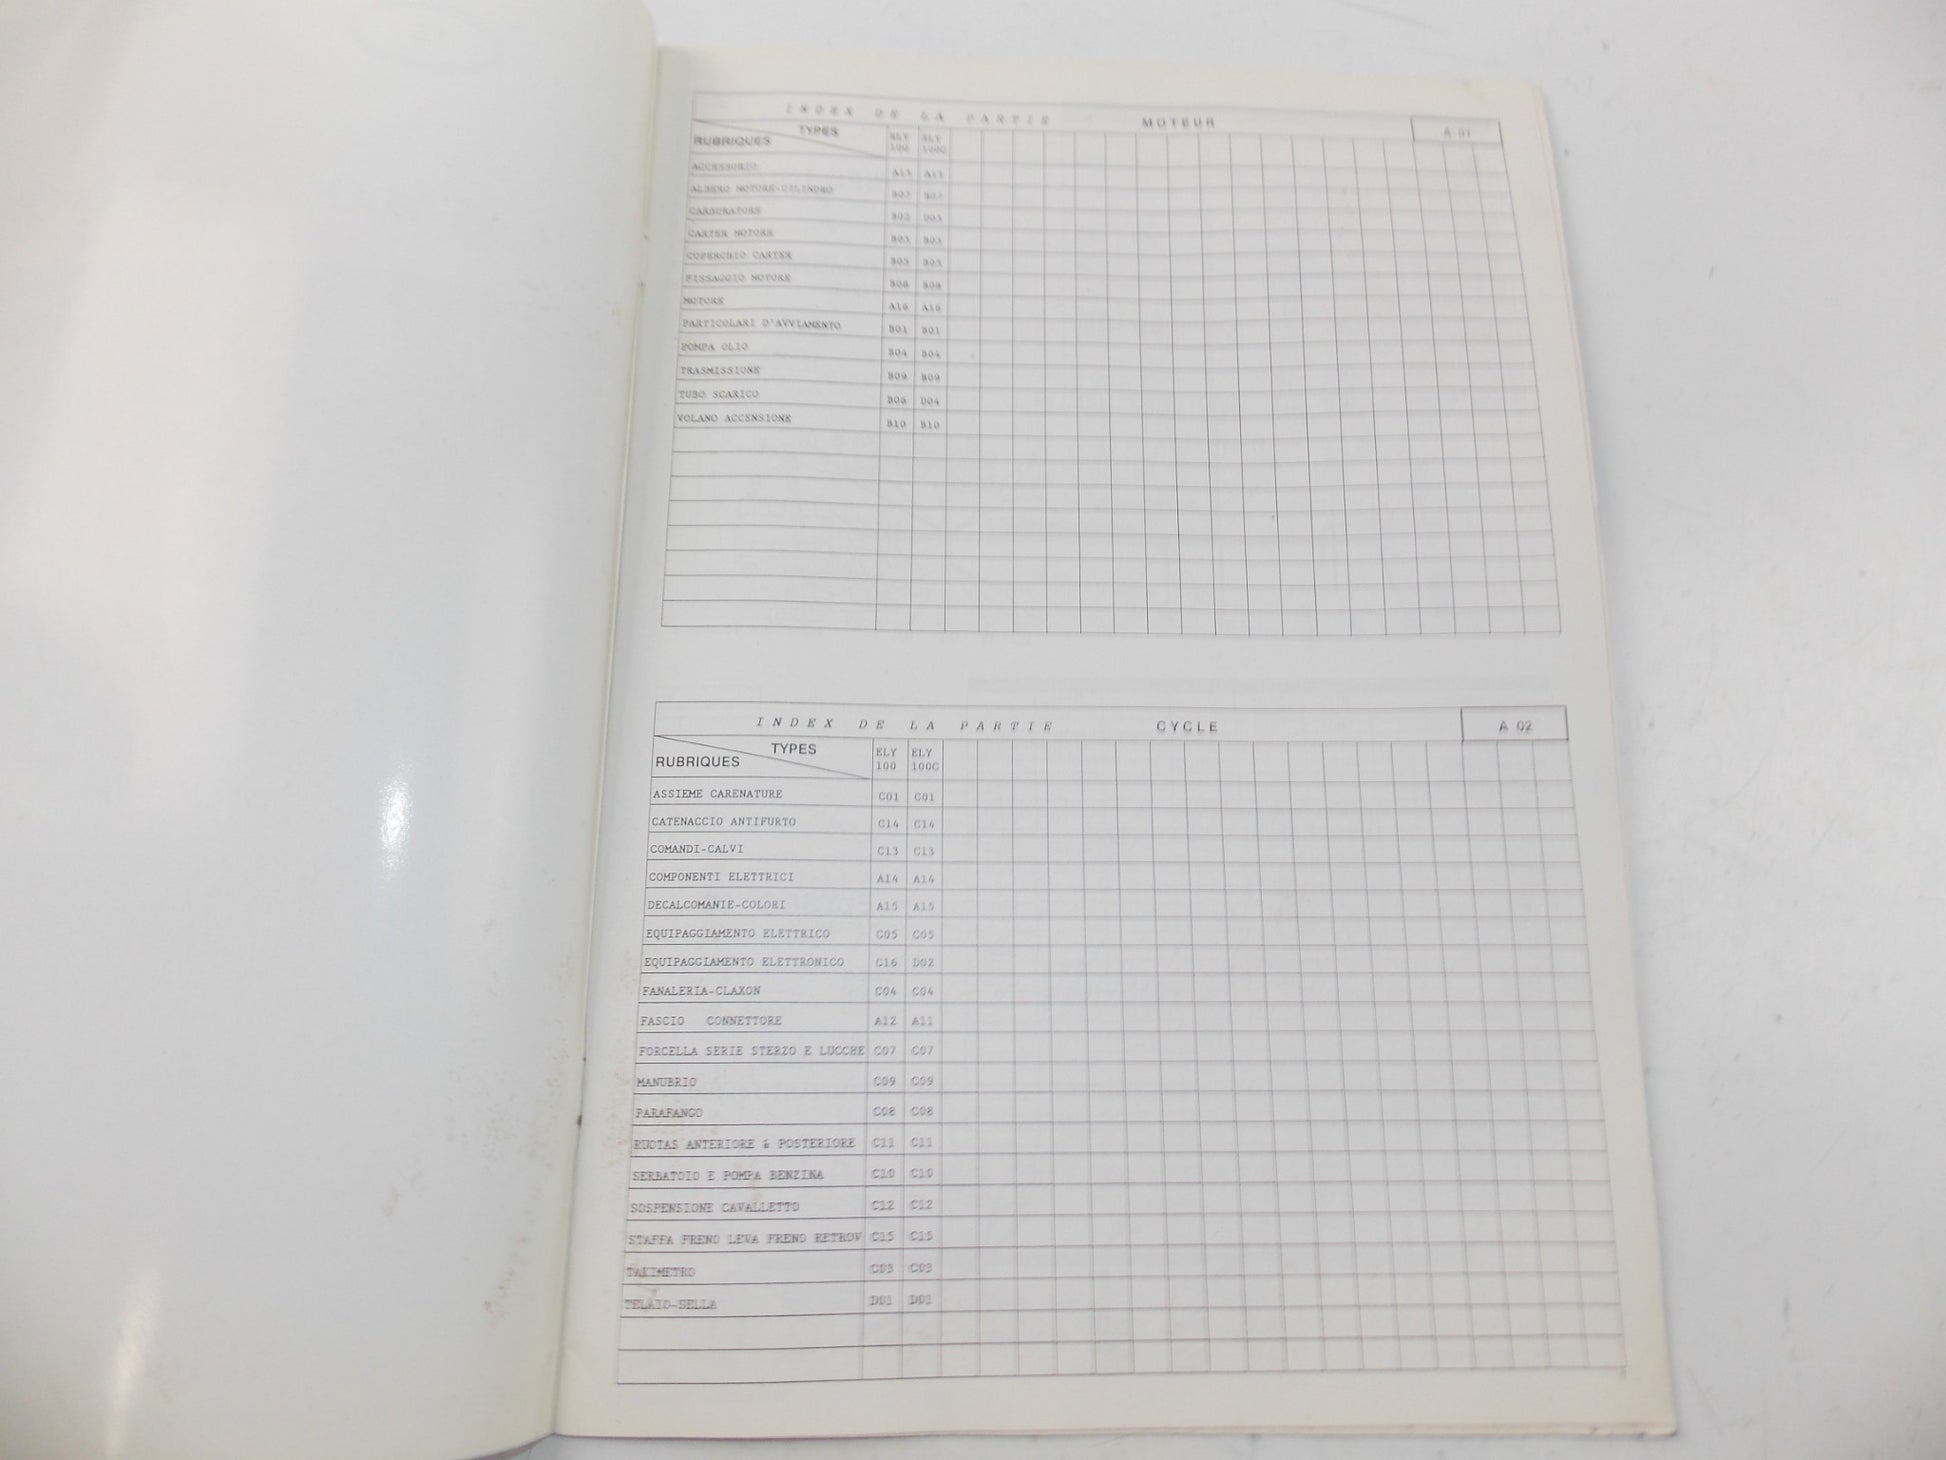 INDEX DE LA PARTIE MOTEUR A 01
TYPES ELY ELY
RUBRIQUES 100 100C
ACCESSORIO A13 A13
ALBERO MOTORE-CILINDRO B07 B07
CARBURATORE B02 D03
CARTER MOTORE B03 B03
COPERCHIO CARTER B05 B05
FISSAGGIO MOTORE B08 B08
MOTORE A16 A16
PARTICOLARI D'AVVIAMENTO B01 B01
POMPA OLIO B04 B04
TRASMISSIONE B09 B09
TUBO SCARICO B06 D04
VOLANO ACCENSIONE B10 B10
INDEX DE LA PARTIE CYCLE A 02
TYPES ELY ELY
RUBRIQUES 100 100C
ASSIEME CARENATURE C01 C01
CATENACCIO ANTIFURTO C14 C14
COMANDI-CALVI C13 C13
COMPONENTI ELETTRICI A14 A14
DECALCOMANIE-COLORI A15 A15
EQUIPAGGIAMENTO ELETTRICO C05 C05
EQUIPAGGIAMENTO ELETTRONICO C16 D02
FANALERIA-CLAXON C04 C04
FASCIO CONNETTORE A12 A11
FORCELLA SERIE STERZO E LUCCHE C07 C07
MANUBRIO C09 C09
PARAFANGO C08 C08
RUOTAS ANTERIORE & POSTERIORE C11 C11
SERBATOIO E POMPA BENZINA C10 C10
SOSPENSIONE CAVALLETTO C12 C12
STAFFA FRENO LEVA FRENO RETROV C15 C15
TAKIMETRO C03 C03
TELAIO-SELLA D01 D01